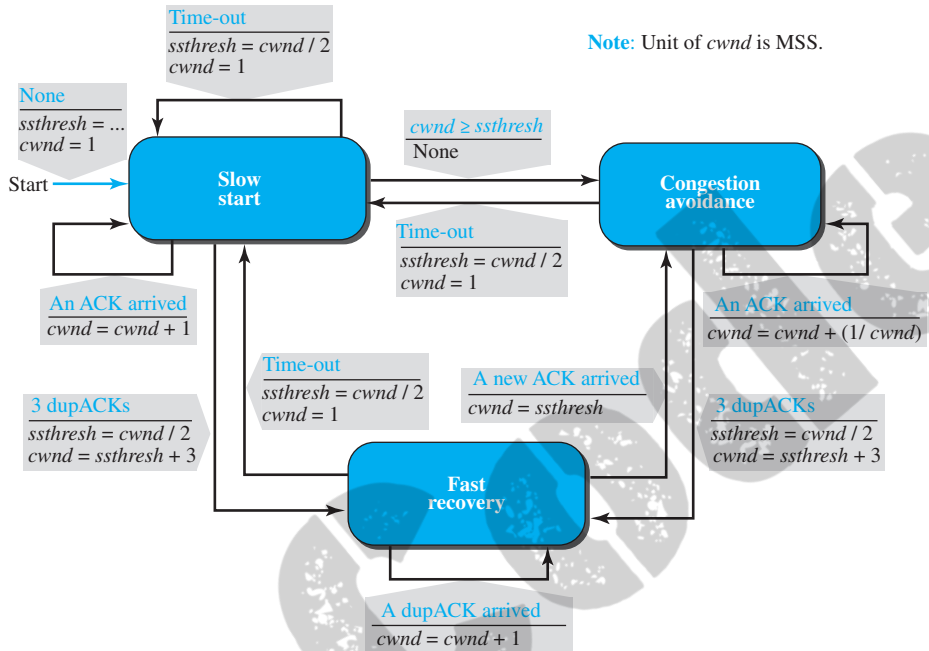 Time-out
ssthresh = cwnd / 2
cwnd = 1
Note: Unit of cwnd is MSS.
None
ssthresh = ...
cwnd = 1
cwnd ≥ ssthresh
None
Start
Slow
start
Congestion
avoidance
Time-out
ssthresh = cwnd / 2
cwnd = 1
An ACK arrived
cwnd = cwnd + 1
An ACK arrived
cwnd = cwnd + (1/ cwnd)
Time-out
ssthresh = cwnd / 2
cwnd = 1
A new ACK arrived
cwnd = ssthresh
3 dupACKs
ssthresh = cwnd / 2
cwnd = ssthresh + 3
3 dupACKs
ssthresh = cwnd / 2
cwnd = ssthresh + 3
Fast
recovery
A dupACK arrived
cwnd = cwnd + 1